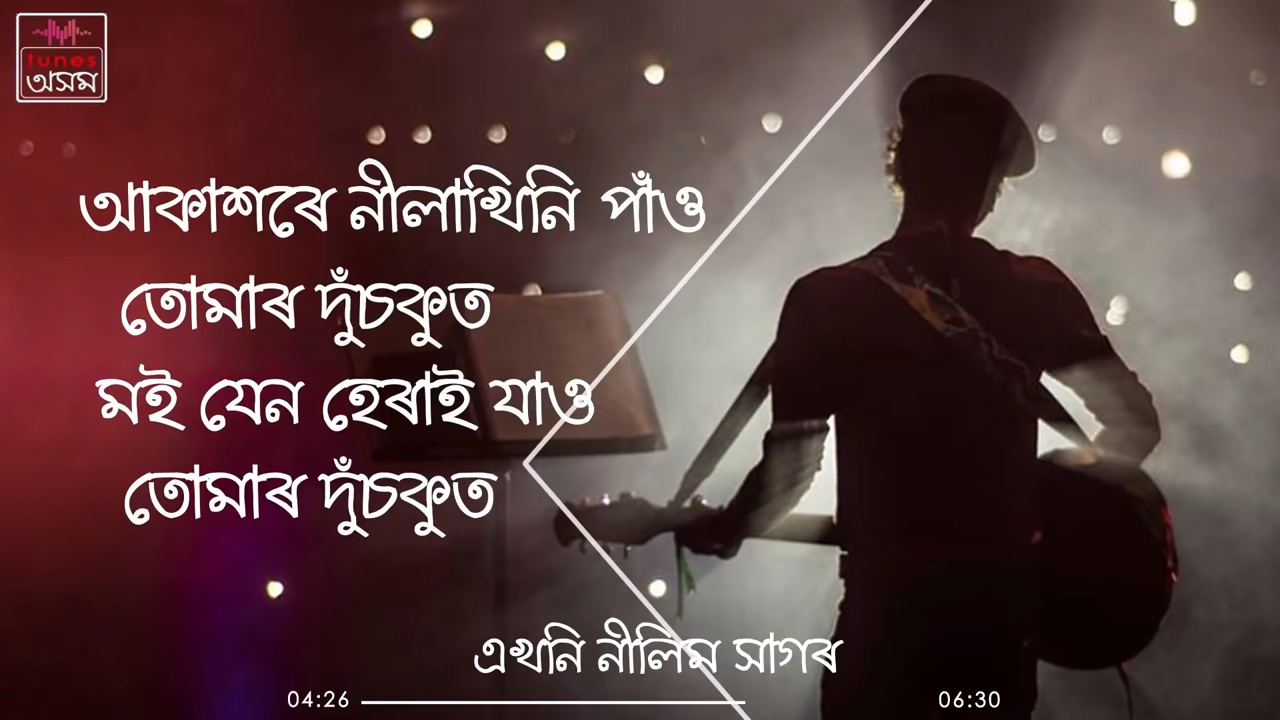 tunes
অসম
আকাশৰে নীলাখিনি পাঁও
তোমাৰ দুঁচকুত
মই যেন হেৰাই যাও
তোমাৰ দুঁচকুত
এখনি নীলিম সাগৰ
04:26 06:30